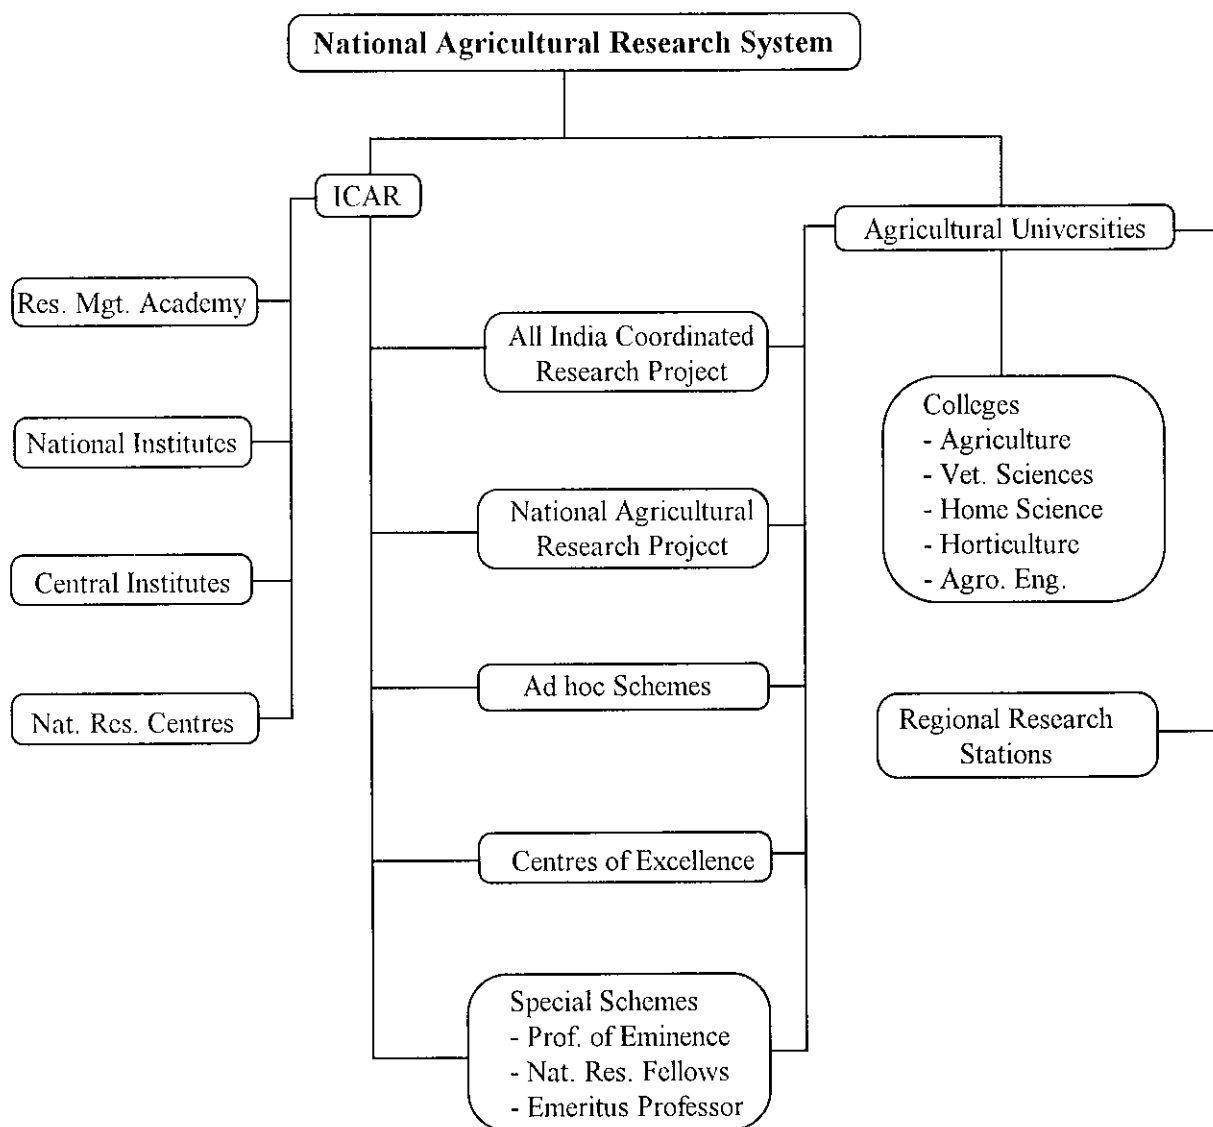 National Agricultural Research System
ICAR
Agricultural Universities
Res. Mgt. Academy
National Institutes
Central Institutes
Nat. Res. Centres
All India Coordinated
Research Project
National Agricultural
Research Project
Ad hoc Schemes
Centres of Excellence
Special Schemes
- Prof. of Eminence
- Nat. Res. Fellows
- Emeritus Professor
Colleges
- Agriculture
- Vet. Sciences
- Home Science
- Horticulture
- Agro. Eng.
Regional Research
Stations